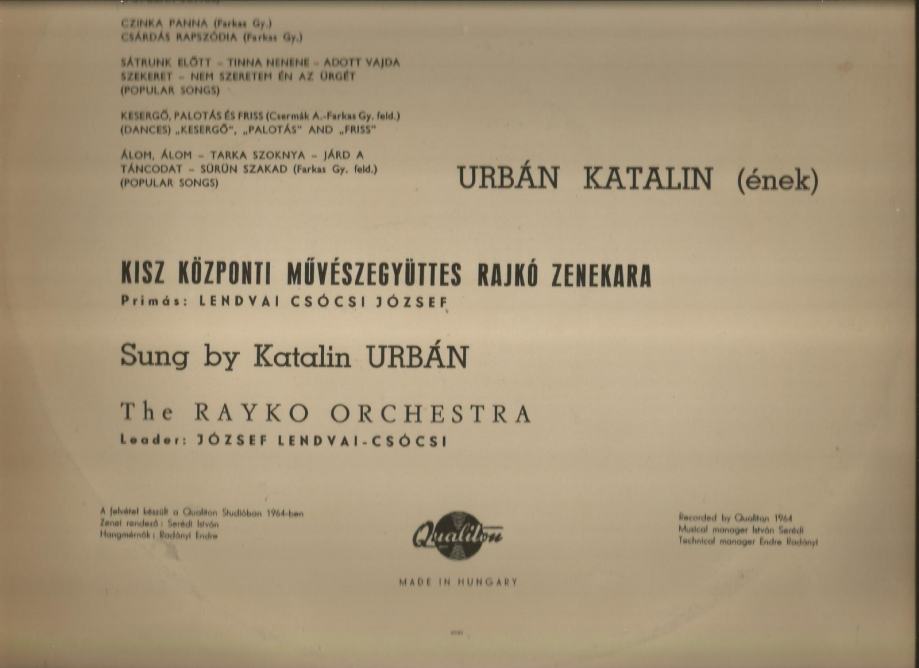 CZINKA PANNA (Farkas Gy.)
CSÁRDÁS RAPSZÓDIA (Farkas Gy.)
SÁTRUNK ELŐTT – TINNA NENENE – ADOTT VAJDA
SZEKERET – NEM SZERETEM ÉN AZ ÜRGÉT
(POPULAR SONGS)
KESERGŐ, PALOTÁS ÉS FRISS (Csermák A.-Farkas Gy. feld.)
(DANCES) „KESERGŐ", „PALOTÁS" AND „FRISS"
ÁLOM, ÁLOM – TARKA SZOKNYA – JÁRD A
TÁNCODAT – SŰRŰN SZAKAD (Farkas Gy. feld.)
(POPULAR SONGS)
URBÁN KATALIN (ének)
KISZ KÖZPONTI MŰVÉSZEGYÜTTES RAJKÓ ZENEKARA
Primás: LENDVAI CSÓCSI JÓZSEF
Sung by Katalin URBÁN
The RAYKO ORCHESTRA
Leader: JÓZSEF LENDVAI-CSÓCSI
A felvétel készült a Qualiton Studióban 1964-ben
Zenei rendező: Serédi István
Hangmérnök: Radányi Endre
Qualiton
MADE IN HUNGARY
Recorded by Qualiton 1964
Musical manager István Serédi
Technical manager Endre Radányi